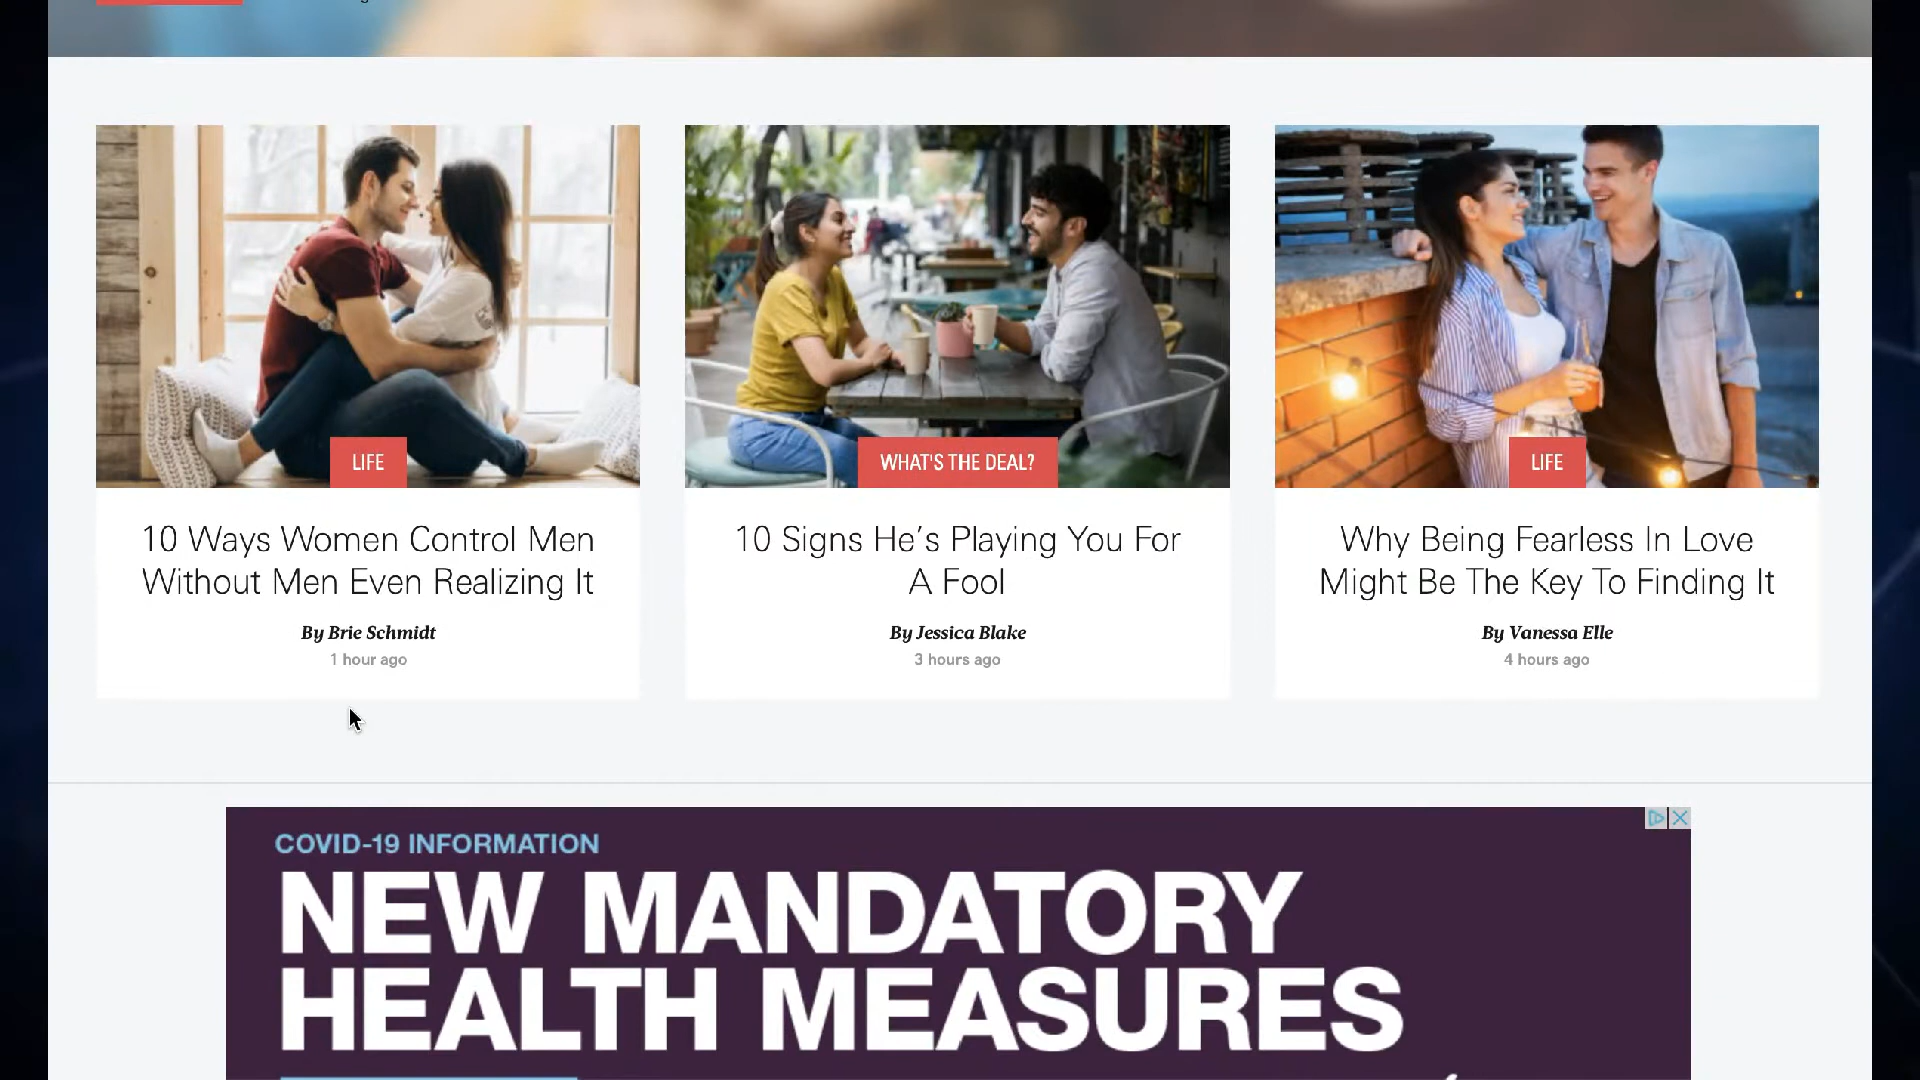 LIFE
10 Ways Women Control Men
Without Men Even Realizing It
By Brie Schmidt
1 hour ago
WHAT'S THE DEAL?
10 Signs He’s Playing You For
A Fool
By Jessica Blake
3 hours ago
LIFE
Why Being Fearless In Love
Might Be The Key To Finding It
By Vanessa Elle
4 hours ago
COVID-19 INFORMATION
NEW MANDATORY
HEALTH MEASURES